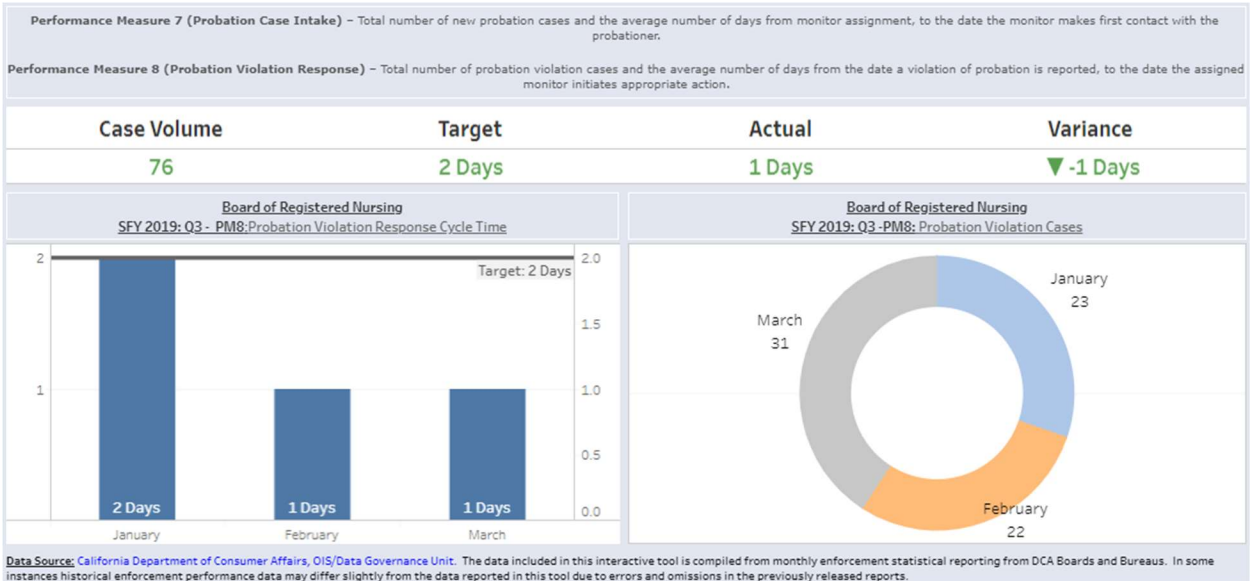 Performance Measure 7 (Probation Case Intake) – Total number of new probation cases and the average number of days from monitor assignment, to the date the monitor makes first contact with the
probationer.
Performance Measure 8 (Probation Violation Response) – Total number of probation violation cases and the average number of days from the date a violation of probation is reported, to the date the assigned
monitor initiates appropriate action.
Case Volume Target Actual Variance
76 2 Days 1 Days ▼ -1 Days
Board of Registered Nursing
SFY 2019: Q3 - PM8:Probation Violation Response Cycle Time
2 2.0
Target: 2 Days
1.5
1 1.0
0.5
2 Days 1 Days 1 Days 0.0
January February March
Board of Registered Nursing
SFY 2019: Q3 -PM8: Probation Violation Cases
January
23
March
31
February
22
Data Source: California Department of Consumer Affairs, OIS/Data Governance Unit. The data included in this interactive tool is compiled from monthly enforcement statistical reporting from DCA Boards and Bureaus. In some
instances historical enforcement performance data may differ slightly from the data reported in this tool due to errors and omissions in the previously released reports.